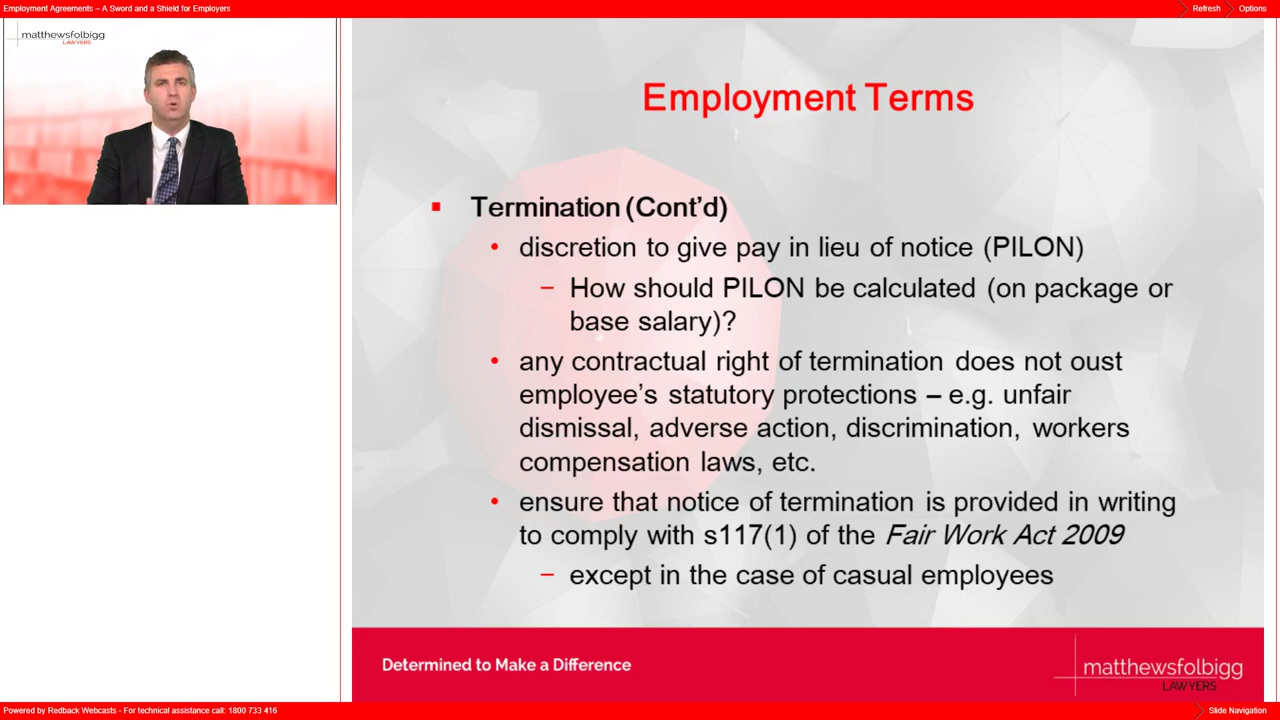 Employment Agreements – A Sword and a Shield for Employers
Refresh
Options
matthewsfolbigg
LAWYERS
Employment Terms
Termination (Cont'd)
discretion to give pay in lieu of notice (PILON)
– How should PILON be calculated (on package or
base salary)?
any contractual right of termination does not oust
employee's statutory protections – e.g. unfair
dismissal, adverse action, discrimination, workers
compensation laws, etc.
ensure that notice of termination is provided in writing
to comply with s117(1) of the Fair Work Act 2009
– except in the case of casual employees
Determined to Make a Difference
matthewsfolbigg
LAWYERS
Powered by Redback Webcasts - For technical assistance call: 1800 733 416
Slide Navigation